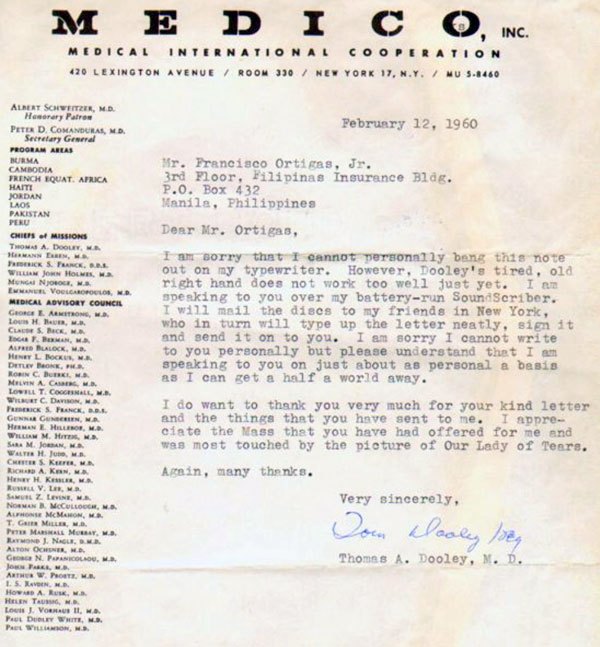 MEDICO, INC.
MEDICAL INTERNATIONAL COOPERATION
420 LEXINGTON AVENUE / ROOM 330 / NEW YORK 17, N.Y. / MU 5-8460
ALBERT SCHWEITZER, M.D.
Honorary Patron
PETER D. COMANDURAS, M.D.
Secretary General
PROGRAM AREAS
BURMA
CAMBODIA
FRENCH EQUAT. AFRICA
HAITI
JORDAN
LAOS
PAKISTAN
PERU
CHIEFS of MISSIONS
THOMAS A. DOOLEY, M.D.
HERMANN ERBEN, M.D.
FREDERICK S. FRANCK, D.D.S.
WILLIAM JOHN HOLMES, M.D.
MUNGAI NJOROGE, M.D.
EMMANUEL VOULGAROPOULOS, M.D.
MEDICAL ADVISORY COUNCIL
GEORGE E. ARMSTRONG, M.D.
LOUIS H. BAUER, M.D.
CLAUDE S. BECK, M.D.
EDGAR F. BERMAN, M.D.
ALFRED BLALOCK, M.D.
HENRY L. BOCKUS, M.D.
DETLEV BRONK, PH.D.
ROBIN C. BUERKI, M.D.
MELVIN A. CASBERG, M.D.
LOWELL T. COGGESHALL, M.D.
WILBURT C. DAVISON, M.D.
FREDERICK S. FRANCK, D.D.S.
GUNNAR GUNDERSEN, M.D.
HERMAN E. HILLEBOE, M.D.
WILLIAM M. HITZIG, M.D.
SARA M. JORDAN, M.D.
WALTER H. JUDD, M.D.
CHESTER S. KEEFER, M.D.
RICHARD A. KERN, M.D.
HENRY H. KESSLER, M.D.
RUSSELL V. LEE, M.D.
SAMUEL Z. LEVINE, M.D.
NORMAN B. MCCULLOUGH, M.D.
ALPHONSE MCMAHON, M.D.
T. GRIER MILLER, M.D.
PETER MARSHALL MURRAY, M.D.
RAYMOND J. NAGLE, D.M.D.
ALTON OCHSNER, M.D.
GEORGE N. PAPANICOLAOU, M.D.
JOHN PARKS, M.D.
ARTHUR W. PROETZ, M.D.
I. S. RAVDIN, M.D.
HOWARD A. RUSK, M.D.
HELEN TAUSSIG, M.D.
LOUIS J. VORHAUS II, M.D.
PAUL DUDLEY WHITE, M.D.
PAUL WILLIAMSON, M.D.
February 12, 1960
Mr. Francisco Ortigas, Jr.
3rd Floor, Filipinas Insurance Bldg.
P.O. Box 432
Manila, Philippines
Dear Mr. Ortigas,
I am sorry that I cannot personally bang this note
out on my typewriter. However, Dooley's tired, old
right hand does not work too well just yet. I am
speaking to you over my battery-run SoundScriber.
I will mail the discs to my friends in New York,
who in turn will type up the letter neatly, sign it
and send it on to you. I am sorry I cannot write
to you personally but please understand that I am
speaking to you on just about as personal a basis
as I can get a half a world away.
I do want to thank you very much for your kind letter
and the things that you have sent to me. I appre-
ciate the Mass that you have had offered for me and
was most touched by the picture of Our Lady of Tears.
Again, many thanks.
Very sincerely,
Tom Dooley
Thomas A. Dooley, M. D.